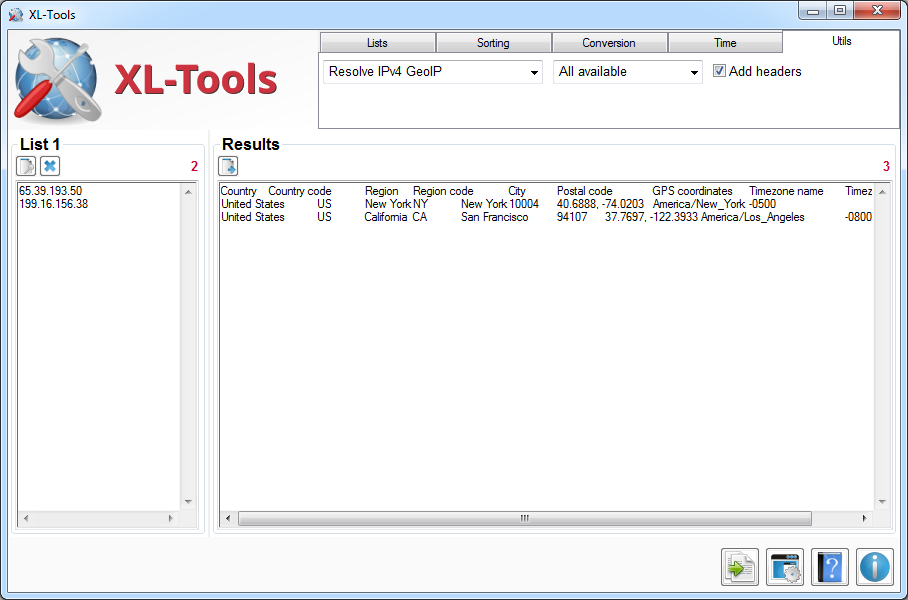 XL-Tools
Lists Sorting Conversion Time Utils
XL-Tools
Resolve IPv4 GeoIP All available Add headers
List 1 Results
2 3
65.39.193.50
199.16.156.38
Country Country code Region Region code City Postal code GPS coordinates Timezone name Timez
United States US New York NY New York 10004 40.6888, -74.0203 America/New_York -0500
United States US California CA San Francisco 94107 37.7697, -122.3933 America/Los_Angeles -0800